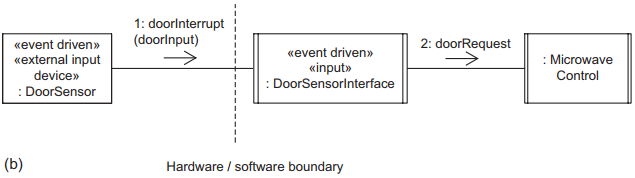 1: doorInterrupt
(doorInput)
«event driven»
«external input
device»
: DoorSensor
«event driven»
«input»
: DoorSensorInterface
2: doorRequest
: Microwave
Control
(b)
Hardware / software boundary